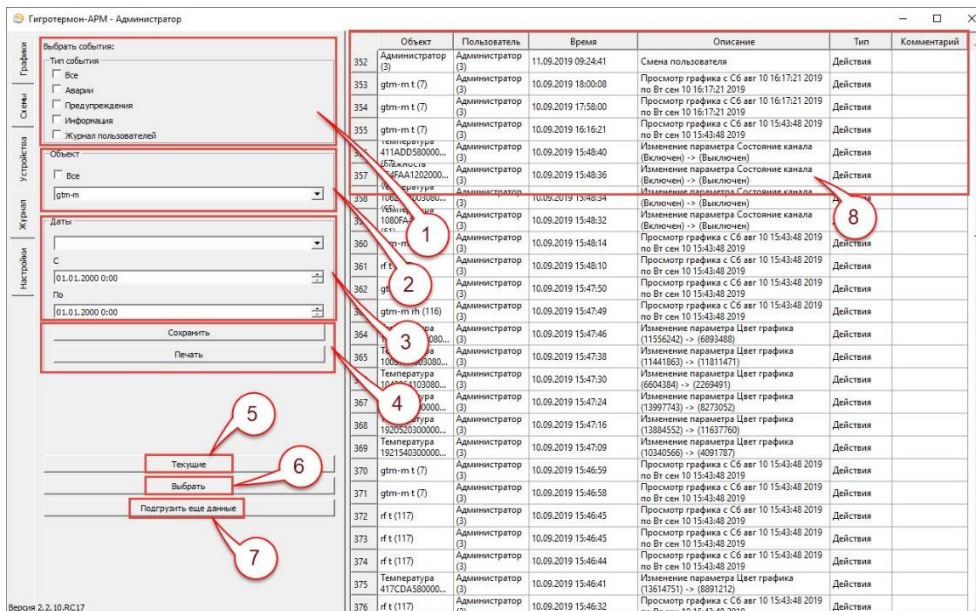 Гигротермон-АРМ - Администратор
Графики
Схемы
Устройства
Журнал
Настройки
Выбрать события:
Тип события
Все
Аварии
Предупреждения
Информация
Журнал пользователей
Объект
Все
gtm-m
Даты
С
01.01.2000 0:00
По
01.01.2000 0:00
Сохранить
Печать
Текущие
Выбрать
Подгрузить еще данные
Версия 2.2.10.RC17
1
2
3
4
5
6
7
8
Объект Пользователь Время Описание Тип Комментарий
352 Администратор (3) Администратор (3) 11.09.2019 09:24:41 Смена пользователя Действия
353 gtm-m t (7) Администратор (3) 10.09.2019 18:00:08 Просмотр графика с Сб авг 10 16:17:21 2019 по Вт сен 10 16:17:21 2019 Действия
354 gtm-m t (7) Администратор (3) 10.09.2019 17:58:00 Просмотр графика с Сб авг 10 16:17:21 2019 по Вт сен 10 16:17:21 2019 Действия
355 gtm-m t (7) Администратор (3) 10.09.2019 16:16:21 Просмотр графика с Сб авг 10 15:43:48 2019 по Вт сен 10 15:43:48 2019 Действия
Температура 411ADD580000... Администратор (3) 10.09.2019 15:48:40 Изменение параметра Состояние канала (Включен) -> (Выключен) Действия
357 Администратор (3) 10.09.2019 15:48:36 Изменение параметра Состояние канала (Включен) -> (Выключен) Действия
358 Администратор (3) 10.09.2019 15:48:34 Изменение параметра Состояние канала (Включен) -> (Выключен) Действия
Администратор (3) 10.09.2019 15:48:32 Изменение параметра Состояние канала (Включен) -> (Выключен) Действия
360 Администратор (3) 10.09.2019 15:48:14 Просмотр графика с Сб авг 10 15:43:48 2019 по Вт сен 10 15:43:48 2019 Действия
361 Администратор (3) 10.09.2019 15:48:10 Просмотр графика с Сб авг 10 15:43:48 2019 по Вт сен 10 15:43:48 2019 Действия
362 Администратор (3) 10.09.2019 15:47:50 Просмотр графика с Сб авг 10 15:43:48 2019 по Вт сен 10 15:43:48 2019 Действия
gtm-m rh (116) Администратор (3) 10.09.2019 15:47:49 Просмотр графика с Сб авг 10 15:43:48 2019 по Вт сен 10 15:43:48 2019 Действия
364 Администратор (3) 10.09.2019 15:47:46 Изменение параметра Цвет графика (11556242) -> (6893488) Действия
365 Администратор (3) 10.09.2019 15:47:38 Изменение параметра Цвет графика (11441863) -> (11811471) Действия
Температура Администратор (3) 10.09.2019 15:47:30 Изменение параметра Цвет графика (6604384) -> (2269491) Действия
367 Администратор (3) 10.09.2019 15:47:24 Изменение параметра Цвет графика (13997743) -> (8273052) Действия
368 1920520300000... Администратор (3) 10.09.2019 15:47:16 Изменение параметра Цвет графика (13884552) -> (11637760) Действия
369 Температура 1921540300000... Администратор (3) 10.09.2019 15:47:09 Изменение параметра Цвет графика (10340566) -> (4091787) Действия
370 gtm-m t (7) Администратор (3) 10.09.2019 15:46:59 Просмотр графика с Сб авг 10 15:43:48 2019 по Вт сен 10 15:43:48 2019 Действия
371 gtm-m t (7) Администратор (3) 10.09.2019 15:46:58 Просмотр графика с Сб авг 10 15:43:48 2019 по Вт сен 10 15:43:48 2019 Действия
372 rf t (117) Администратор (3) 10.09.2019 15:46:45 Просмотр графика с Сб авг 10 15:43:48 2019 по Вт сен 10 15:43:48 2019 Действия
373 rf t (117) Администратор (3) 10.09.2019 15:46:45 Просмотр графика с Сб авг 10 15:43:48 2019 по Вт сен 10 15:43:48 2019 Действия
374 rf t (117) Администратор (3) 10.09.2019 15:46:44 Просмотр графика с Сб авг 10 15:43:48 2019 по Вт сен 10 15:43:48 2019 Действия
375 Температура 417CDA580000... Администратор (3) 10.09.2019 15:46:41 Изменение параметра Цвет графика (13614751) -> (8891212) Действия
376 rf t (117) Администратор (3) 10.09.2019 15:46:32 Просмотр графика с Сб авг 10 15:43:48 2019 Действия